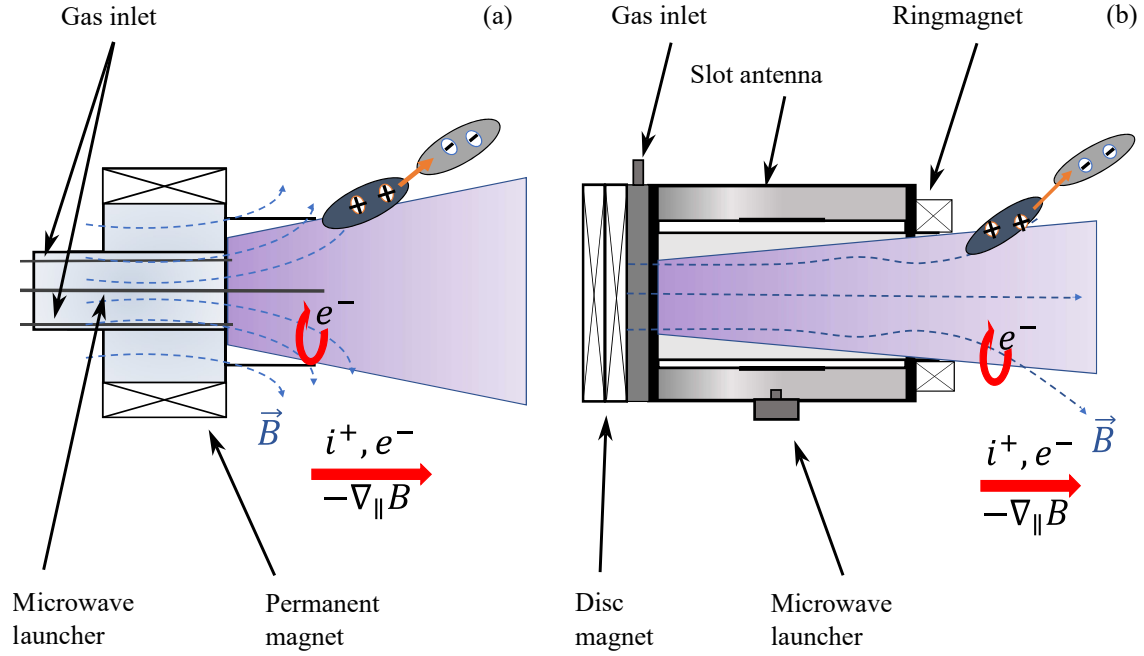 Gas inlet
(a)
e⁻
B⃗
i⁺, e⁻
−∇∥B
Microwave
launcher
Permanent
magnet
Gas inlet
Ringmagnet
(b)
Slot antenna
e⁻
B⃗
i⁺, e⁻
−∇∥B
Disc
magnet
Microwave
launcher